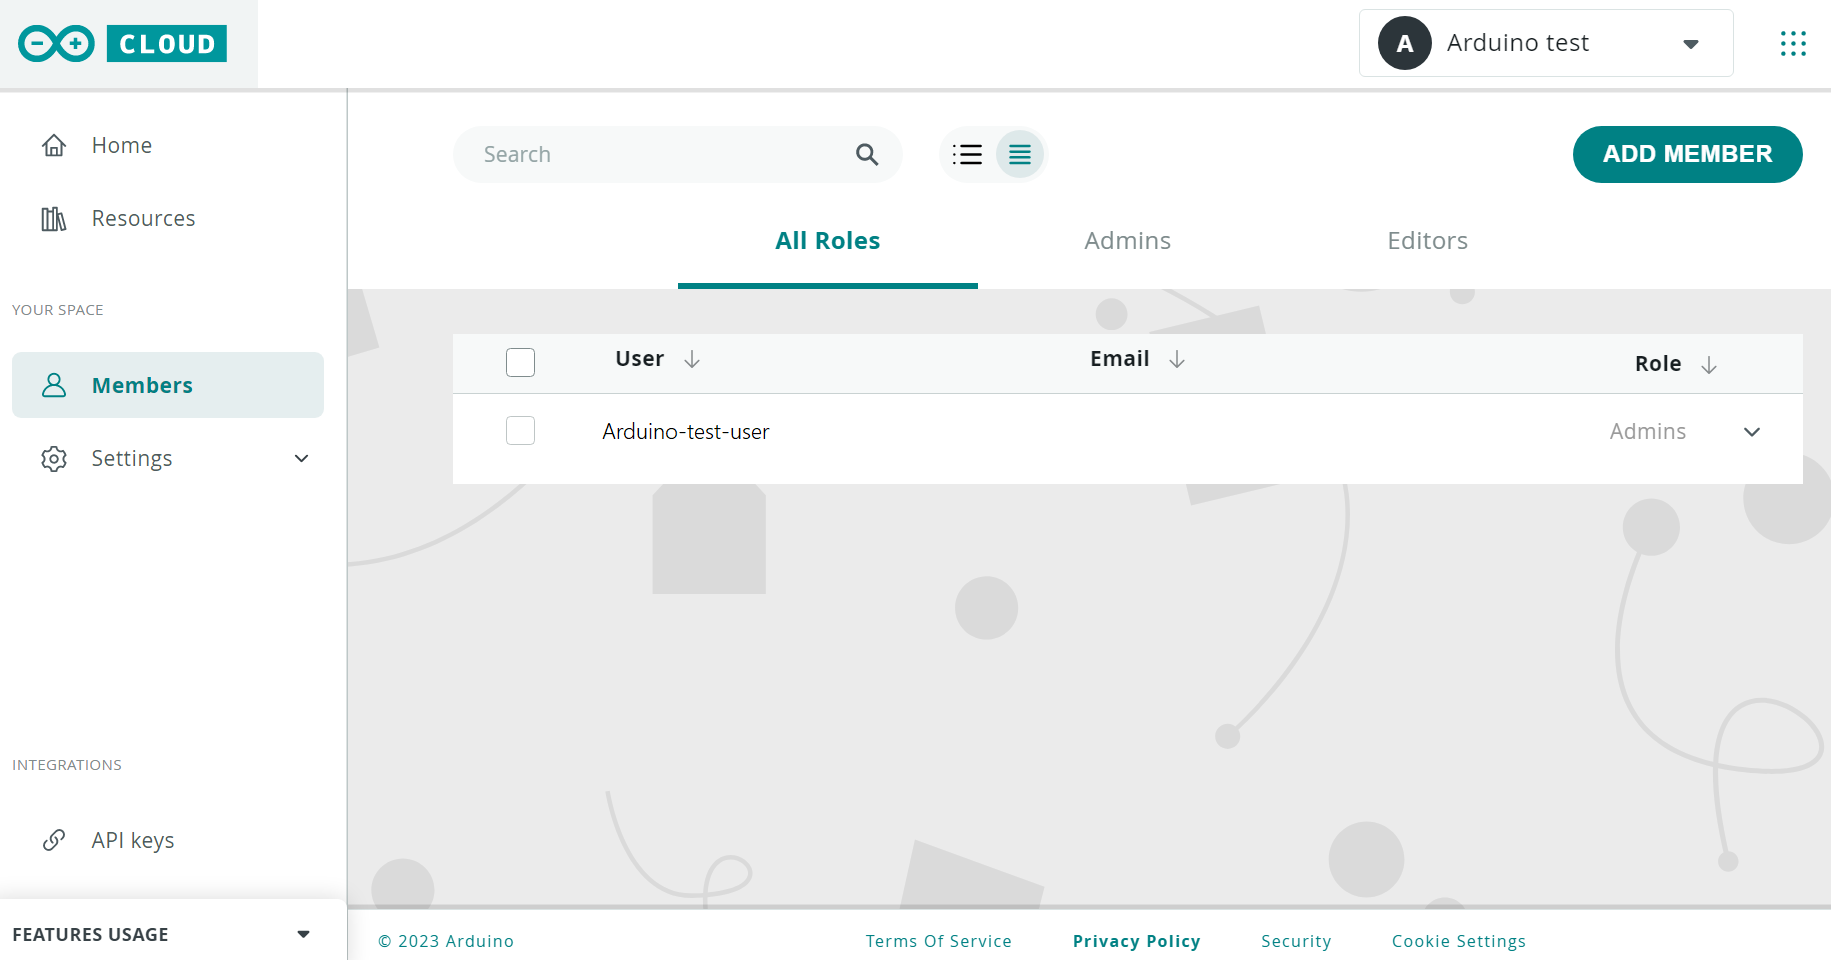 CLOUD
A Arduino test
Home
Resources
YOUR SPACE
Members
Settings
INTEGRATIONS
API keys
FEATURES USAGE
Search
ADD MEMBER
All Roles Admins Editors
User Email Role
Arduino-test-user Admins
© 2023 Arduino Terms Of Service Privacy Policy Security Cookie Settings